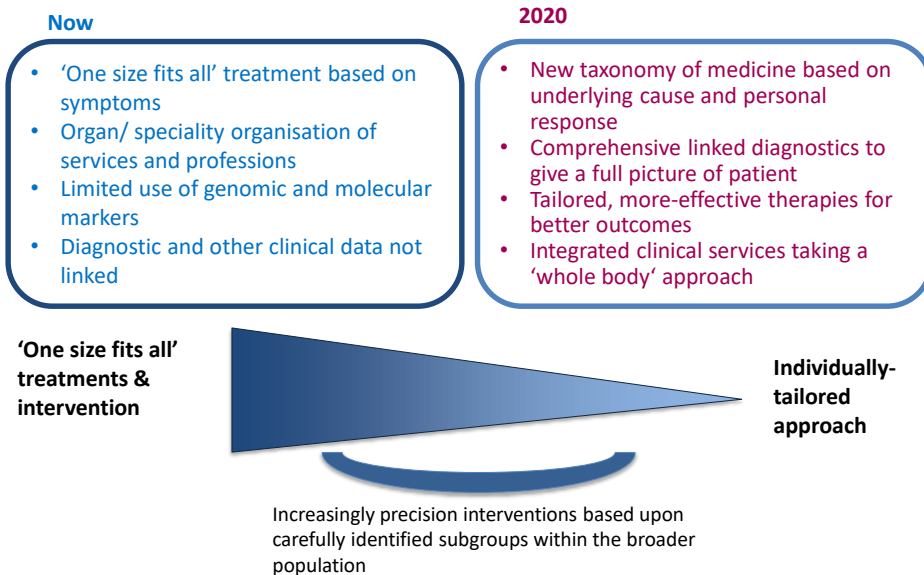 Now
• 'One size fits all' treatment based on
symptoms
• Organ/ speciality organisation of
services and professions
• Limited use of genomic and molecular
markers
• Diagnostic and other clinical data not
linked
2020
• New taxonomy of medicine based on
underlying cause and personal
response
• Comprehensive linked diagnostics to
give a full picture of patient
• Tailored, more-effective therapies for
better outcomes
• Integrated clinical services taking a
'whole body' approach
'One size fits all'
treatments &
intervention
Individually-
tailored
approach
Increasingly precision interventions based upon
carefully identified subgroups within the broader
population